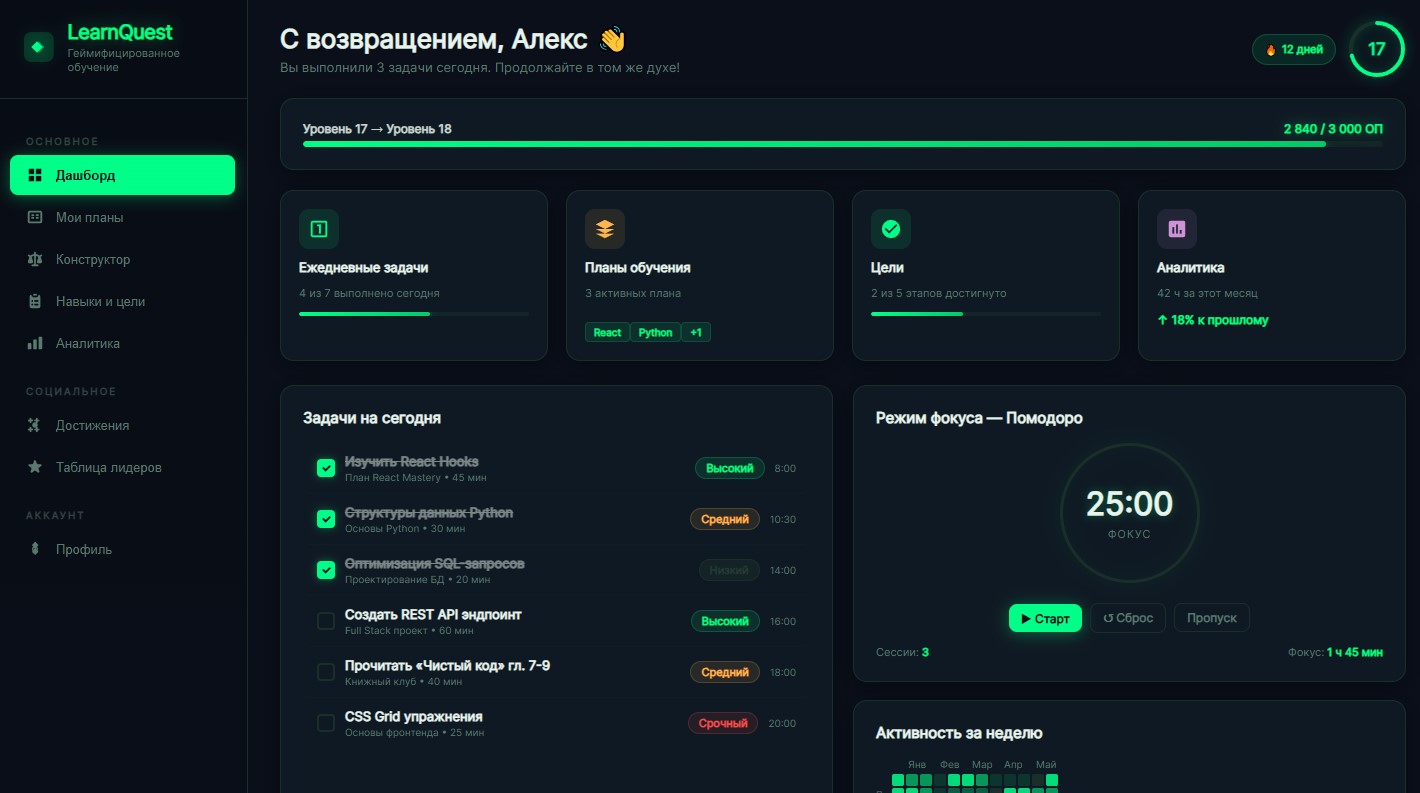 LearnQuest
Геймифицированное
обучение
ОСНОВНОЕ
Дашборд
Мои планы
Конструктор
Навыки и цели
Аналитика
СОЦИАЛЬНОЕ
Достижения
Таблица лидеров
АККАУНТ
Профиль
С возвращением, Алекс 👋
Вы выполнили 3 задачи сегодня. Продолжайте в том же духе!
🔥 12 дней
17
Уровень 17 → Уровень 18
2 840 / 3 000 ОП
Ежедневные задачи
4 из 7 выполнено сегодня
Планы обучения
3 активных плана
React Python +1
Цели
2 из 5 этапов достигнуто
Аналитика
42 ч за этот месяц
↑ 18% к прошлому
Задачи на сегодня
Изучить React Hooks
План React Mastery • 45 мин
Высокий 8:00
Структуры данных Python
Основы Python • 30 мин
Средний 10:30
Оптимизация SQL-запросов
Проектирование БД • 20 мин
Низкий 14:00
Создать REST API эндпоинт
Full Stack проект • 60 мин
Высокий 16:00
Прочитать «Чистый код» гл. 7-9
Книжный клуб • 40 мин
Средний 18:00
CSS Grid упражнения
Основы фронтенда • 25 мин
Срочный 20:00
Режим фокуса — Помодоро
25:00
ФОКУС
▶ Старт ↺ Сброс Пропуск
Сессии: 3
Фокус: 1 ч 45 мин
Активность за неделю
Янв Фев Мар Апр Май